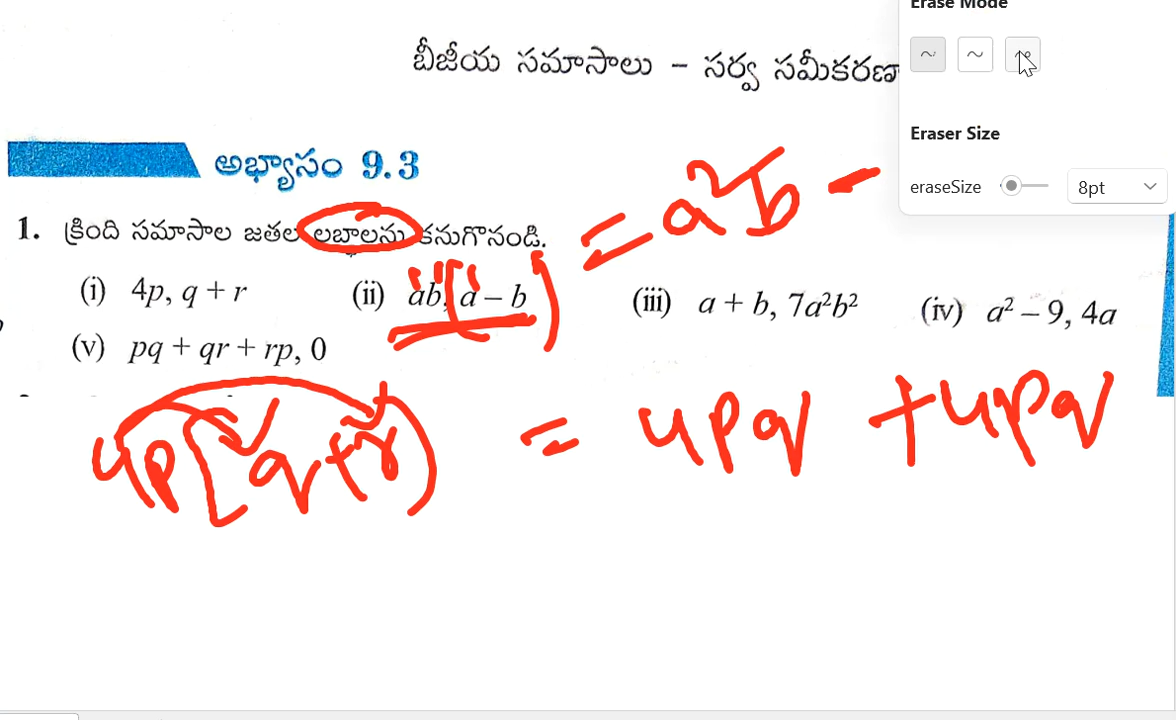 Erase Mode
బీజీయ సమాసాలు – సర్వ సమీకరణా
Eraser Size
అభ్యాసం 9.3
eraseSize 8pt
= a²b -
1. క్రింది సమాసాల జతల లబ్ధాలను కనుగొనండి.
(i) 4p, q + r (ii) ab, (a – b) (iii) a + b, 7a²b² (iv) a² – 9, 4a
(v) pq + qr + rp, 0
4p[q+r) = 4pq +4pq